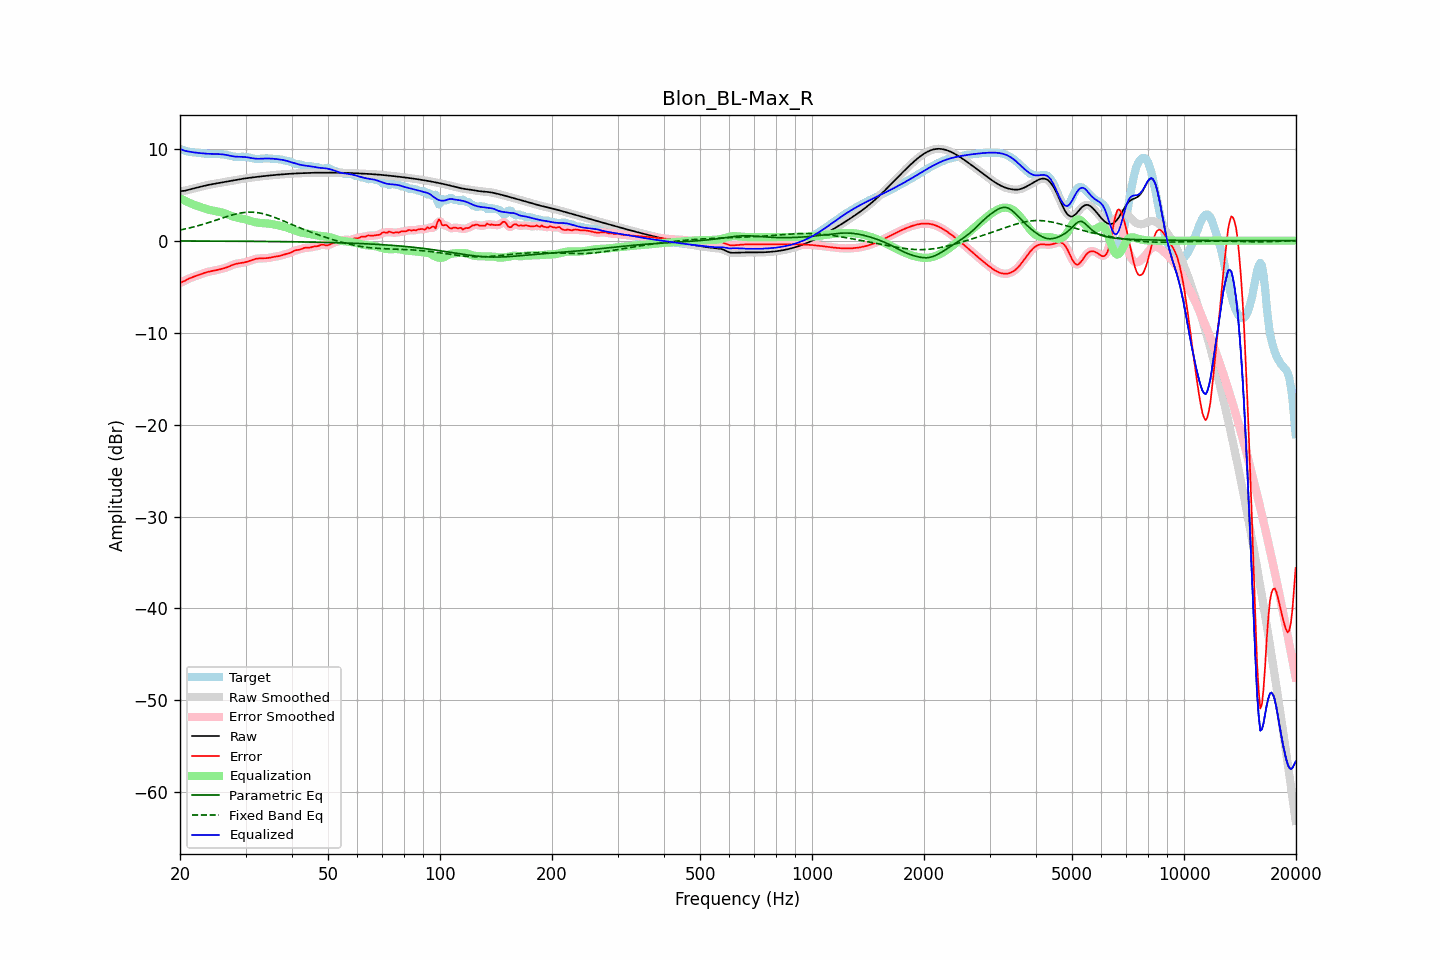 Blon_BL-Max_R
10
0
−10
−20
−30
−40
−50
−60
Amplitude (dBr)
Target
Raw Smoothed
Error Smoothed
Raw
Error
Equalization
Parametric Eq
Fixed Band Eq
Equalized
20 50 100 200 500 1000 2000 5000 10000 20000
Frequency (Hz)